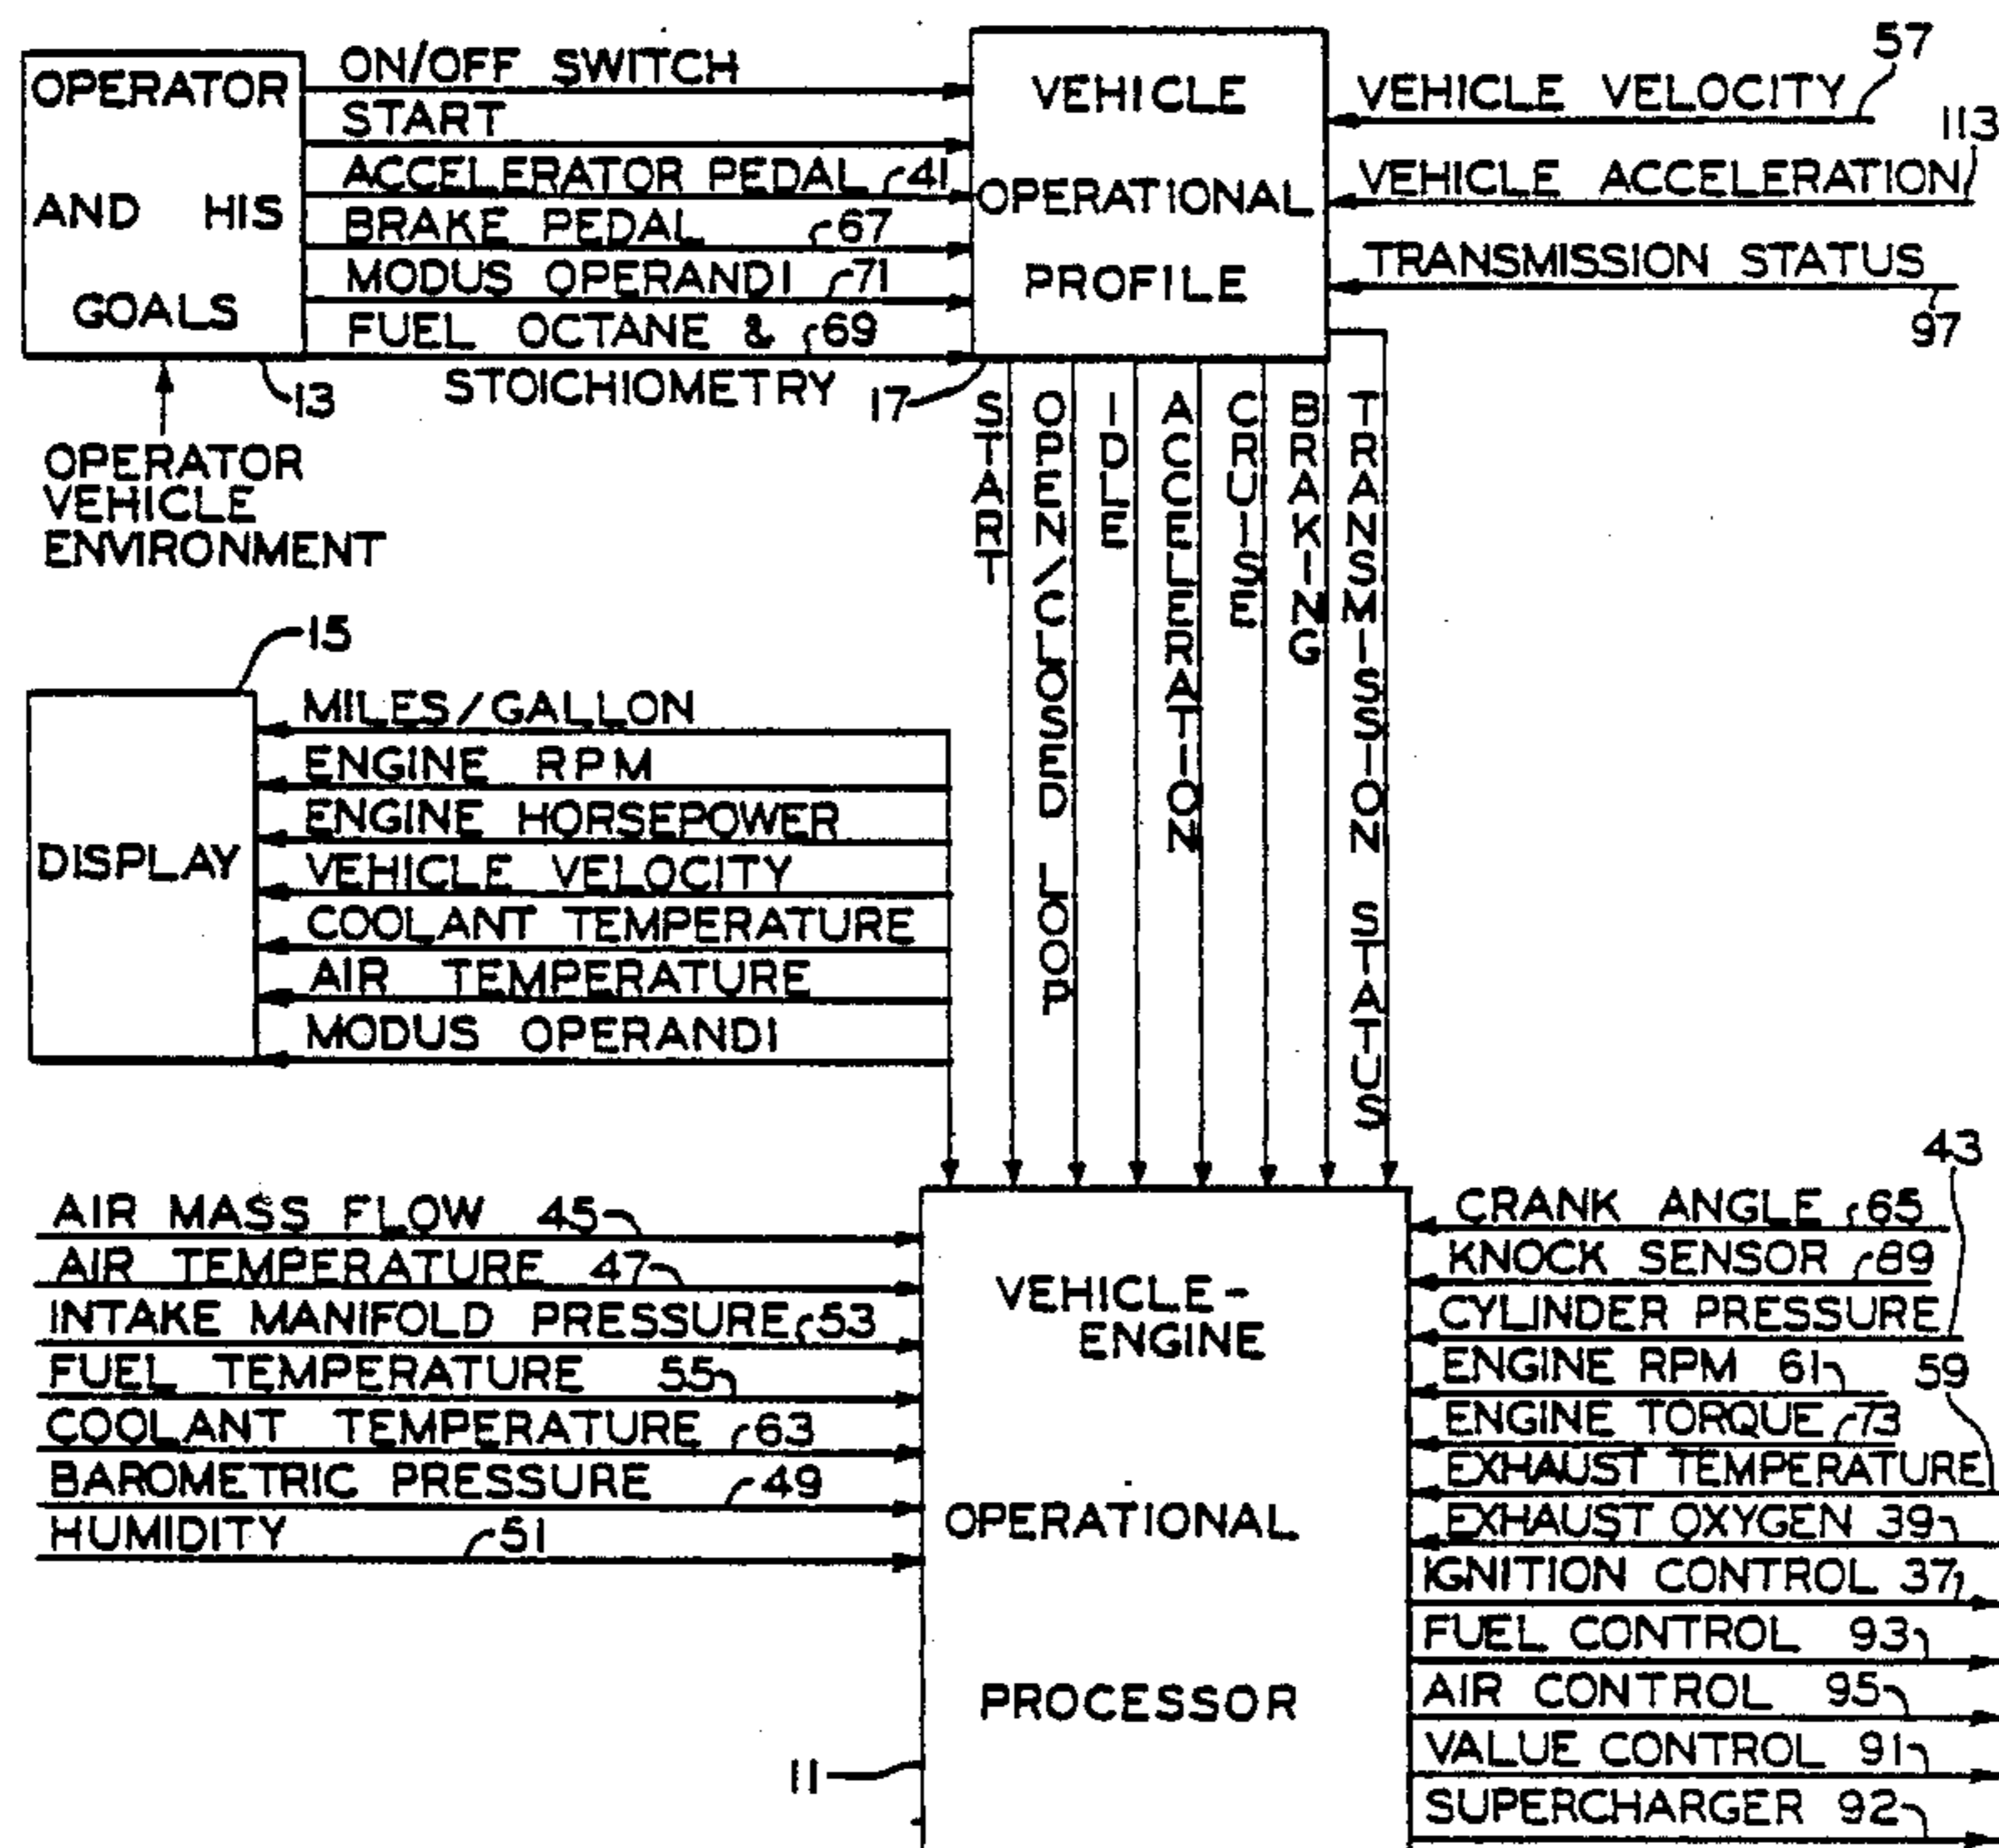 OPERATOR
AND HIS
GOALS
13
OPERATOR
VEHICLE
ENVIRONMENT
ON/OFF SWITCH
START
ACCELERATOR PEDAL 41
BRAKE PEDAL 67
MODUS OPERANDI 71
FUEL OCTANE & 69
STOICHIOMETRY
17
VEHICLE
OPERATIONAL
PROFILE
57
VEHICLE VELOCITY
113
VEHICLE ACCELERATION
TRANSMISSION STATUS
97
START
OPEN/CLOSED LOOP
IDLE
ACCELERATION
CRUISE
BRAKING
TRANSMISSION STATUS
15
DISPLAY
MILES/GALLON
ENGINE RPM
ENGINE HORSEPOWER
VEHICLE VELOCITY
COOLANT TEMPERATURE
AIR TEMPERATURE
MODUS OPERANDI
AIR MASS FLOW 45
AIR TEMPERATURE 47
INTAKE MANIFOLD PRESSURE 53
FUEL TEMPERATURE 55
COOLANT TEMPERATURE 63
BAROMETRIC PRESSURE 49
HUMIDITY 51
VEHICLE-
ENGINE
OPERATIONAL
PROCESSOR
11
43
CRANK ANGLE 65
KNOCK SENSOR 89
CYLINDER PRESSURE
ENGINE RPM 61
59
ENGINE TORQUE 73
EXHAUST TEMPERATURE
EXHAUST OXYGEN 39
IGNITION CONTROL 37
FUEL CONTROL 93
AIR CONTROL 95
VALUE CONTROL 91
SUPERCHARGER 92